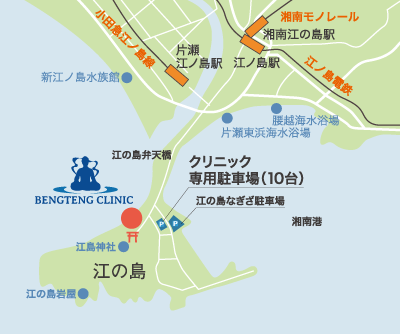 湘南モノレール
小田急江ノ島線
湘南江の島駅
片瀬
江ノ島駅
江ノ島駅
江ノ島電鉄
新江ノ島水族館
腰越海水浴場
片瀬東浜海水浴場
江の島弁天橋
クリニック
専用駐車場(10台)
BENGTENG CLINIC
P
P
江の島なぎさ駐車場
湘南港
江島神社
江の島
江の島岩屋